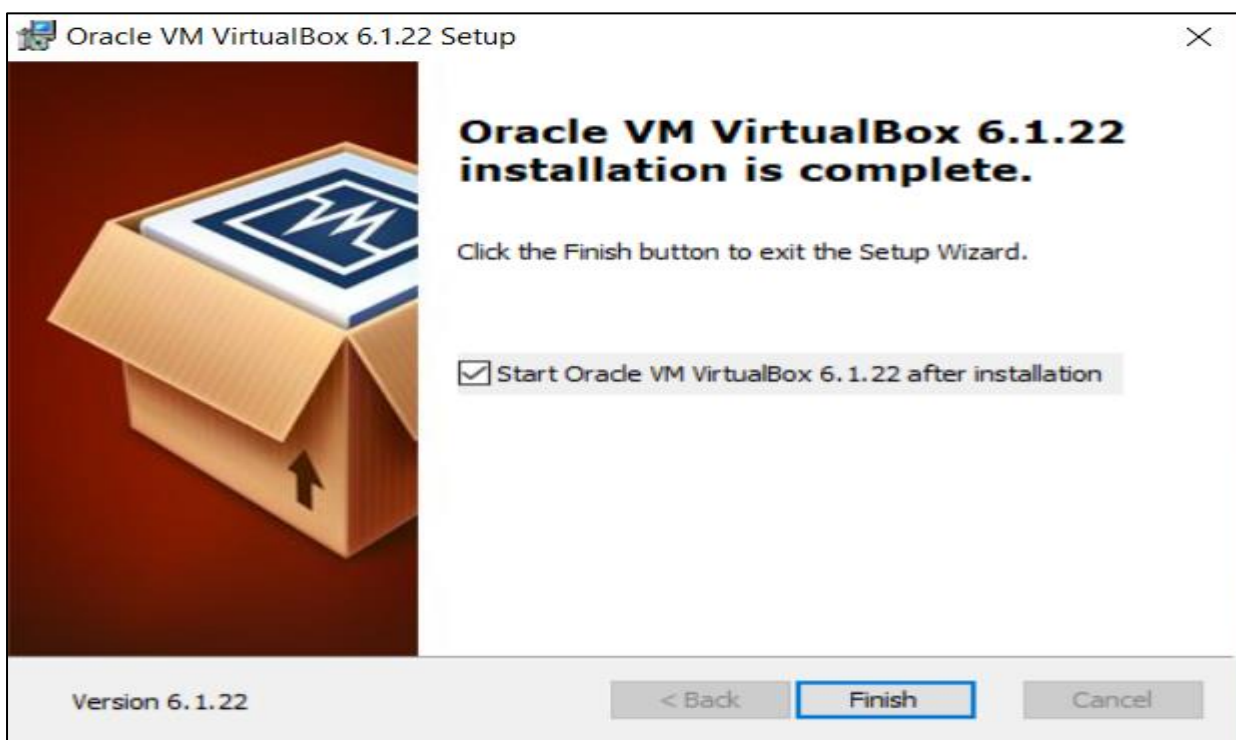 Oracle VM VirtualBox 6.1.22 Setup
Oracle VM VirtualBox 6.1.22
installation is complete.
Click the Finish button to exit the Setup Wizard.
Start Oracle VM VirtualBox 6.1.22 after installation
Version 6.1.22
< Back
Finish
Cancel